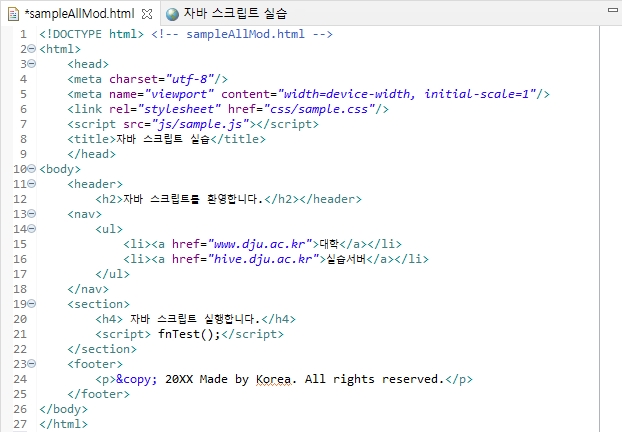 *sampleAllMod.html 자바 스크립트 실습
1 <!DOCTYPE html> <!-- sampleAllMod.html -->
2 <html>
3 <head>
4 <meta charset="utf-8"/>
5 <meta name="viewport" content="width=device-width, initial-scale=1"/>
6 <link rel="stylesheet" href="css/sample.css"/>
7 <script src="js/sample.js"></script>
8 <title>자바 스크립트 실습</title>
9 </head>
10 <body>
11 <header>
12 <h2>자바 스크립트를 환영합니다.</h2></header>
13 <nav>
14 <ul>
15 <li><a href="www.dju.ac.kr">대학</a></li>
16 <li><a href="hive.dju.ac.kr">실습서버</a></li>
17 </ul>
18 </nav>
19 <section>
20 <h4> 자바 스크립트 실행합니다.</h4>
21 <script> fnTest();</script>
22 </section>
23 <footer>
24 <p>&copy; 20XX Made by Korea. All rights reserved.</p>
25 </footer>
26 </body>
27 </html>